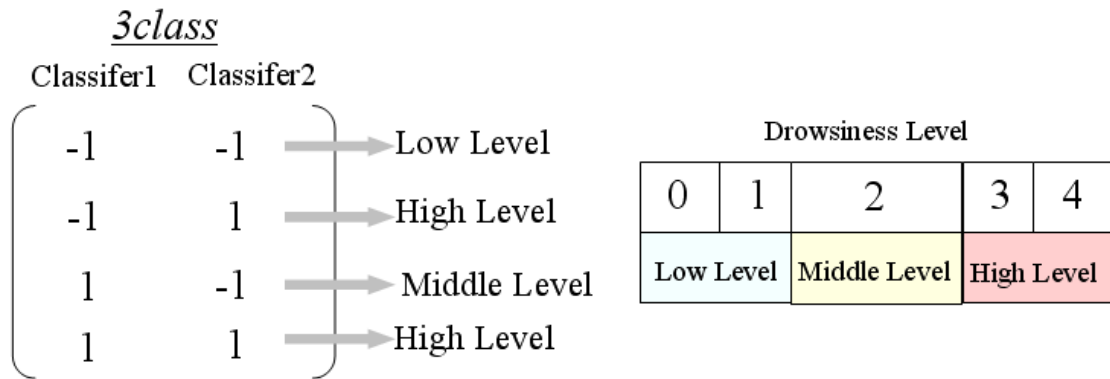 3class
Classifer1 Classifer2
-1 -1 Low Level
-1 1 High Level
1 -1 Middle Level
1 1 High Level
Drowsiness Level
0 1 2 3 4
Low Level Middle Level High Level